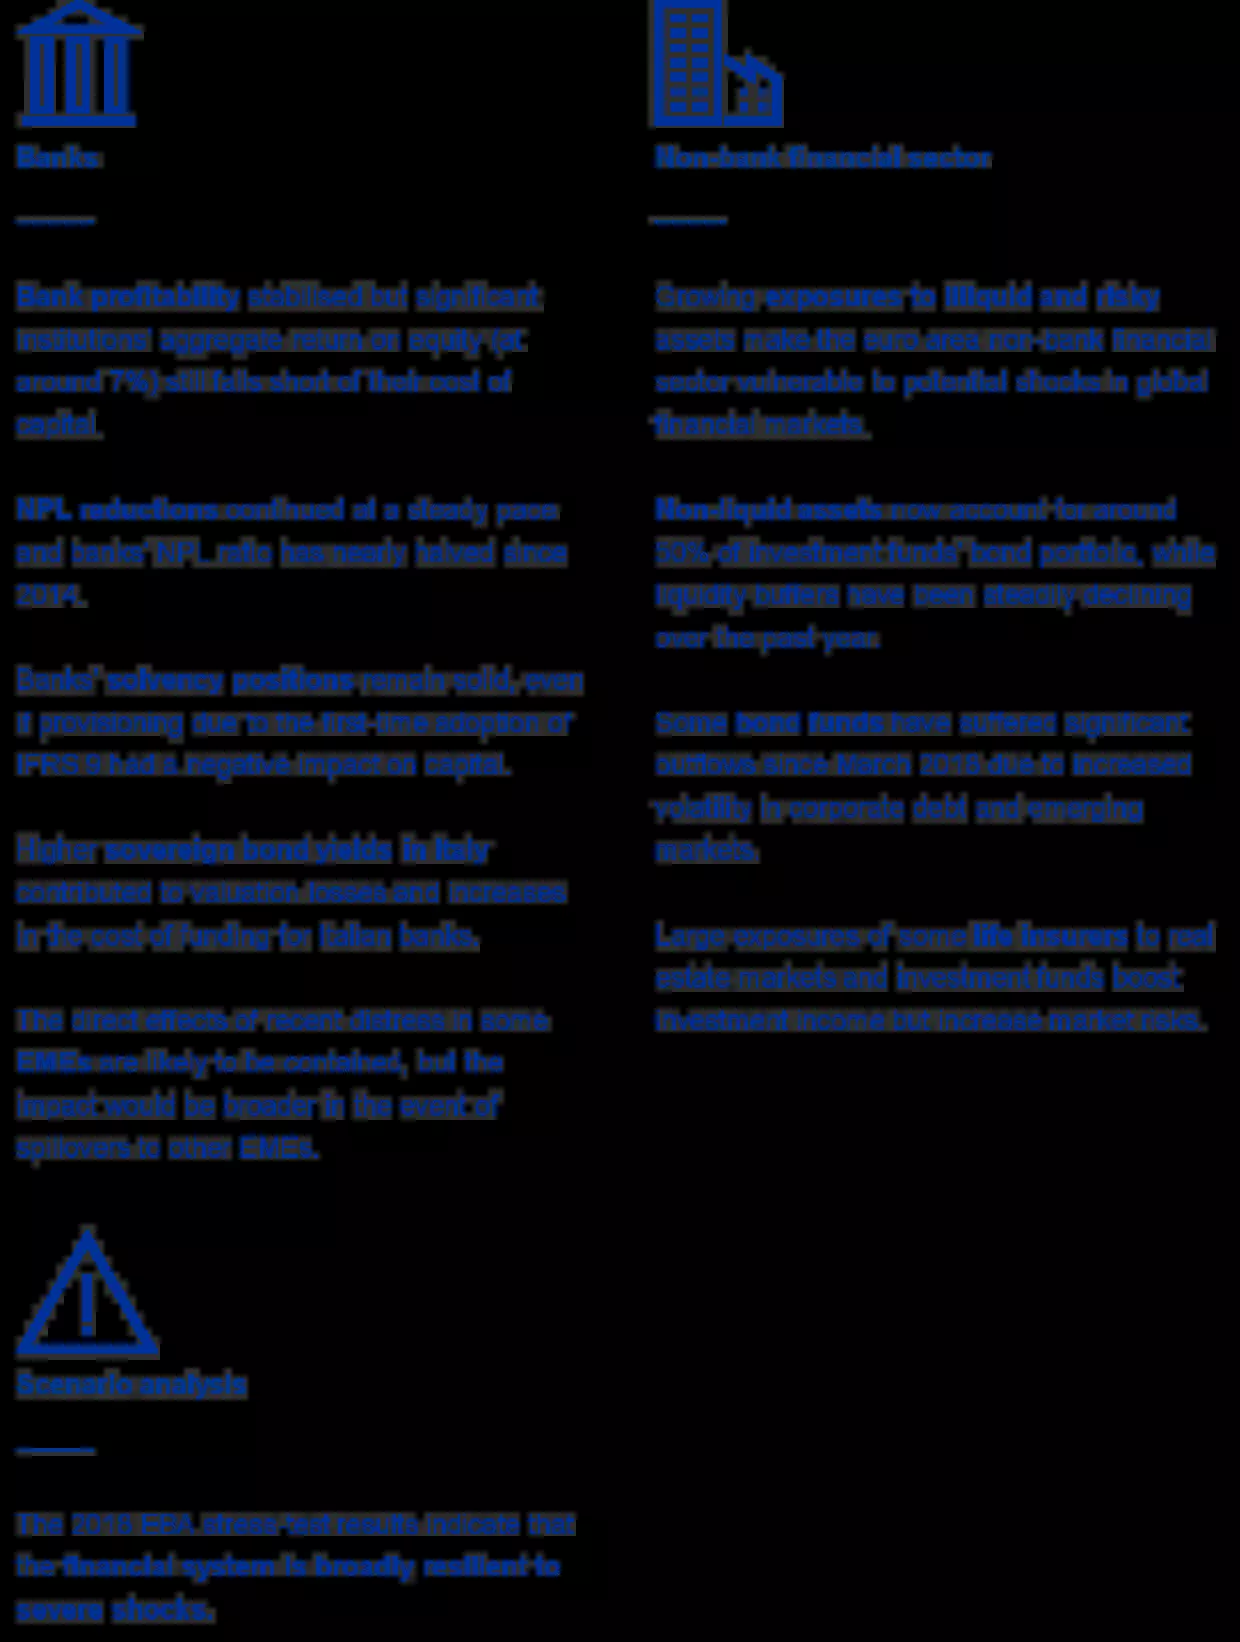 Banks
Bank profitability stabilised but significant
institutions' aggregate return on equity (at
around 7%) still falls short of their cost of
capital.
NPL reductions continued at a steady pace
and banks' NPL ratio has nearly halved since
2014.
Banks' solvency positions remain solid, even
if provisioning due to the first-time adoption of
IFRS 9 had a negative impact on capital.
Higher sovereign bond yields in Italy
contributed to valuation losses and increases
in the cost of funding for Italian banks.
The direct effects of recent distress in some
EMEs are likely to be contained, but the
impact would be broader in the event of
spillovers to other EMEs.
Non-bank financial sector
Growing exposures to illiquid and risky
assets make the euro area non-bank financial
sector vulnerable to potential shocks in global
financial markets.
Non-liquid assets now account for around
50% of investment funds' bond portfolio, while
liquidity buffers have been steadily declining
over the past year.
Some bond funds have suffered significant
outflows since March 2018 due to increased
volatility in corporate debt and emerging
markets.
Large exposures of some life insurers to real
estate markets and investment funds boost
investment income but increase market risks.
Scenario analysis
The 2018 EBA stress-test results indicate that
the financial system is broadly resilient to
severe shocks.